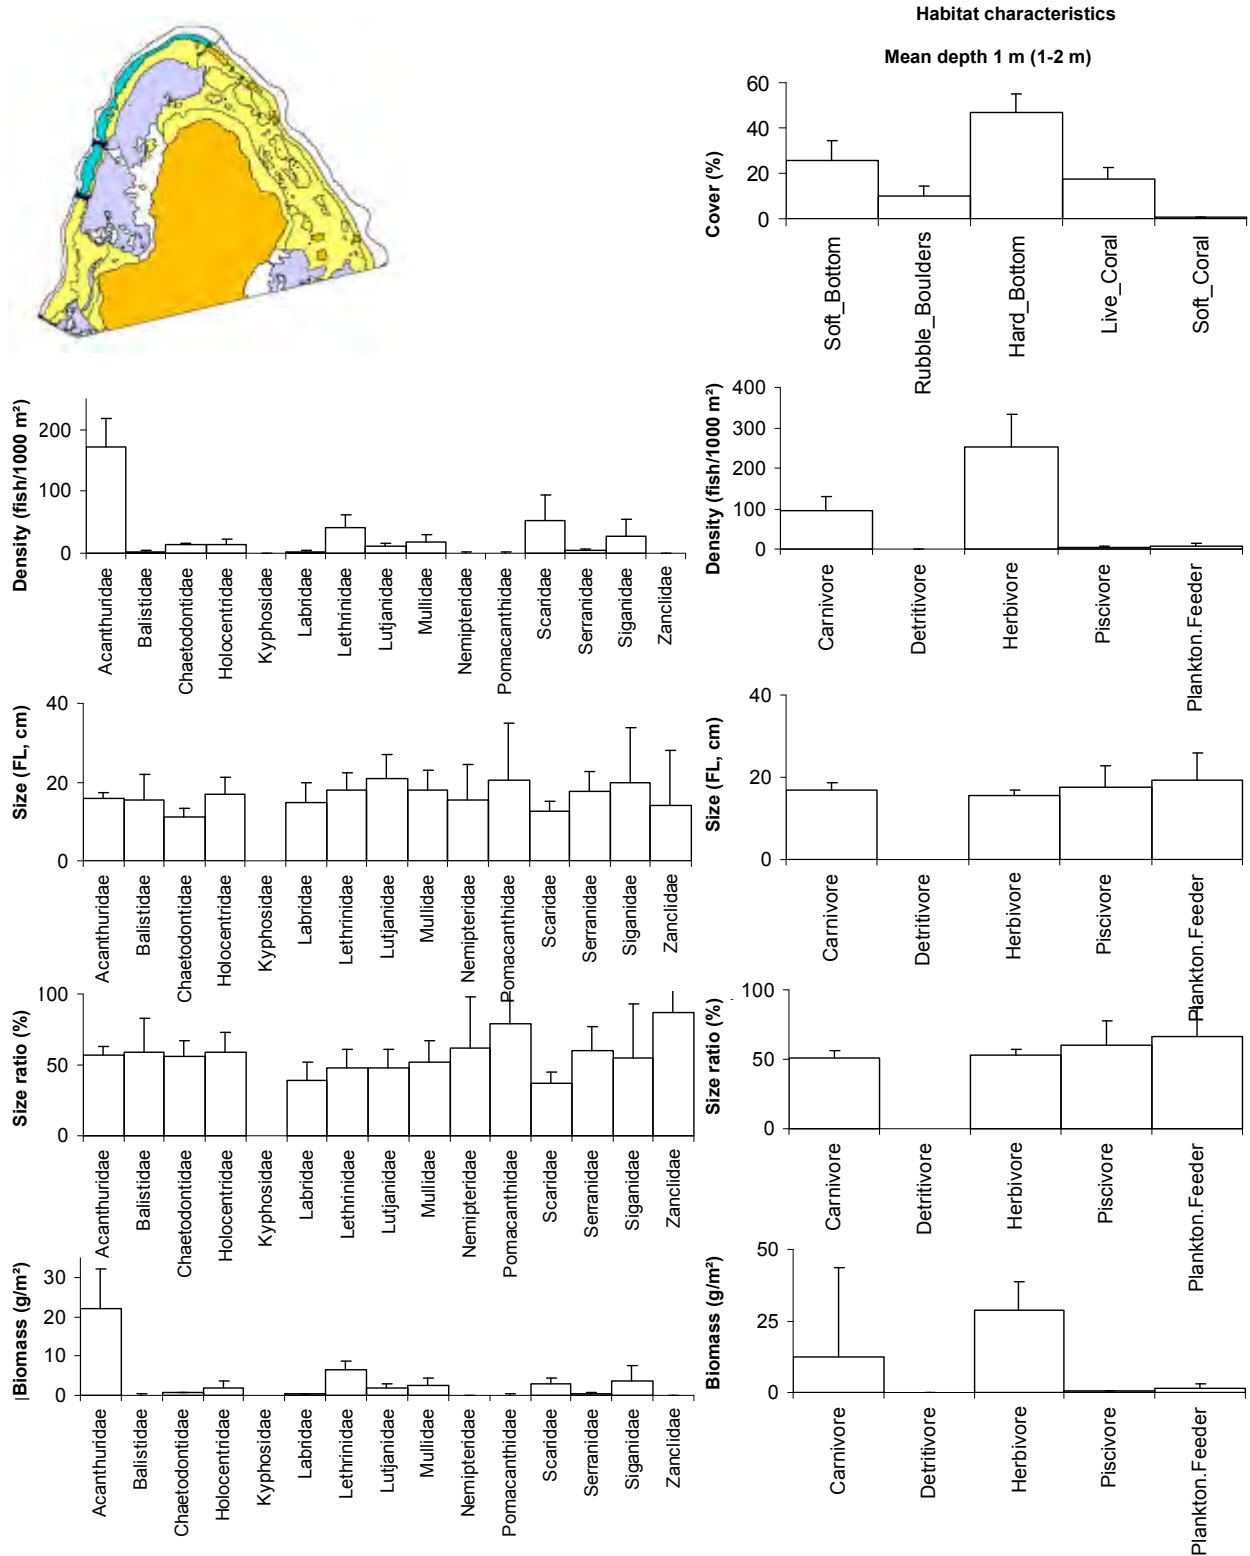 Habitat characteristics
Mean depth 1 m (1-2 m)
Cover (%)
60
40
20
0
Soft_Bottom
Rubble_Boulders
Hard_Bottom
Live_Coral
Soft_Coral
Density (fish/1000 m²)
200
100
0
Acanthuridae
Balistidae
Chaetodontidae
Holocentridae
Kyphosidae
Labridae
Lethrinidae
Lutjanidae
Mullidae
Nemipteridae
Pomacanthidae
Scaridae
Serranidae
Siganidae
Zanclidae
Density (fish/1000 m²)
400
300
200
100
0
Carnivore
Detritivore
Herbivore
Piscivore
Plankton.Feeder
Size (FL, cm)
40
20
0
Acanthuridae
Balistidae
Chaetodontidae
Holocentridae
Kyphosidae
Labridae
Lethrinidae
Lutjanidae
Mullidae
Nemipteridae
Pomacanthidae
Scaridae
Serranidae
Siganidae
Zanclidae
Size (FL, cm)
40
20
0
Carnivore
Detritivore
Herbivore
Piscivore
Plankton.Feeder
Size ratio (%)
100
50
0
Acanthuridae
Balistidae
Chaetodontidae
Holocentridae
Kyphosidae
Labridae
Lethrinidae
Lutjanidae
Mullidae
Nemipteridae
Pomacanthidae
Scaridae
Serranidae
Siganidae
Zanclidae
Size ratio (%)
100
50
0
Carnivore
Detritivore
Herbivore
Piscivore
Plankton.Feeder
Biomass (g/m²)
30
20
10
0
Acanthuridae
Balistidae
Chaetodontidae
Holocentridae
Kyphosidae
Labridae
Lethrinidae
Lutjanidae
Mullidae
Nemipteridae
Pomacanthidae
Scaridae
Serranidae
Siganidae
Zanclidae
Biomass (g/m²)
50
25
0
Carnivore
Detritivore
Herbivore
Piscivore
Plankton.Feeder